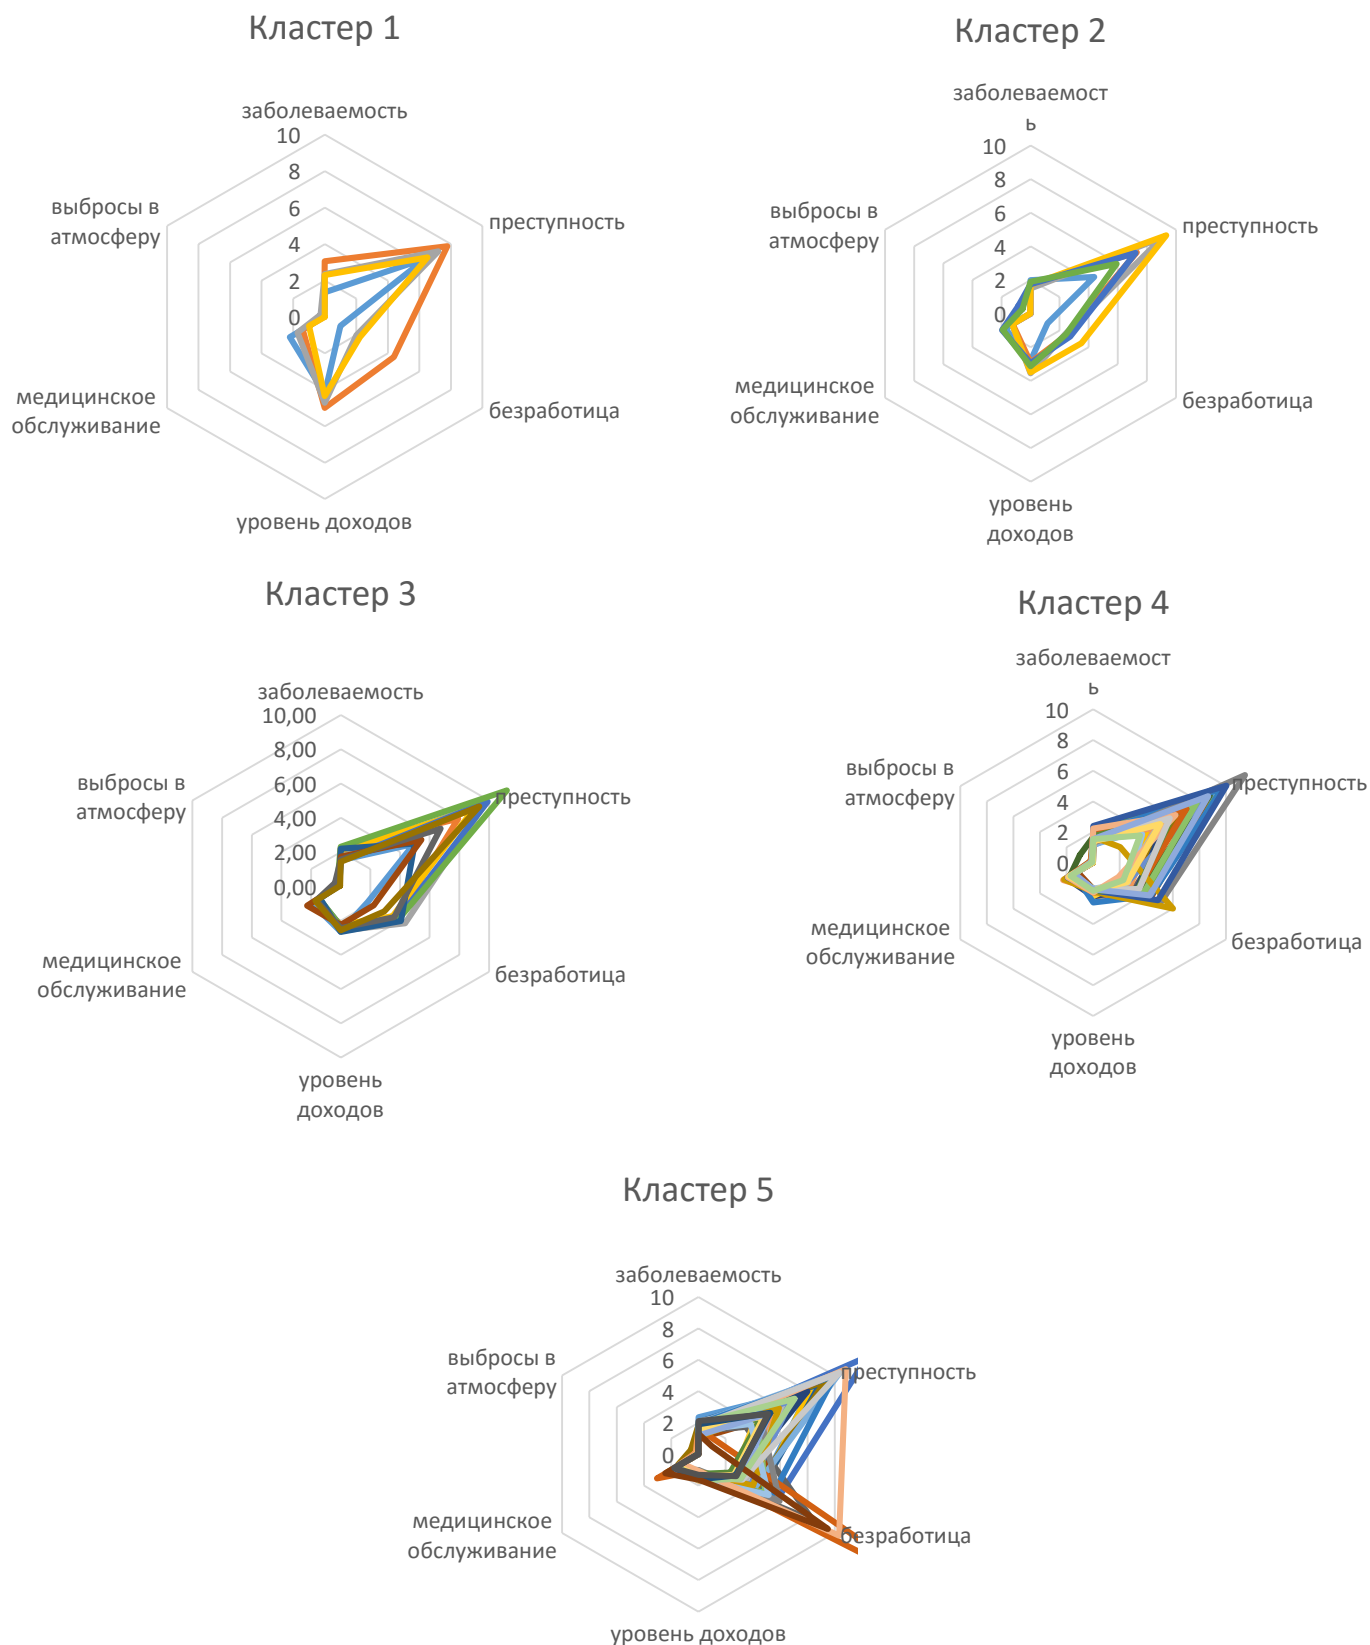 Кластер 1
заболеваемость
10
8
6
4
2
0
преступность
безработица
уровень доходов
медицинское
обслуживание
выбросы в
атмосферу
Кластер 2
заболеваемост
ь
10
8
6
4
2
0
преступность
безработица
уровень
доходов
медицинское
обслуживание
выбросы в
атмосферу
Кластер 3
заболеваемость
10,00
8,00
6,00
4,00
2,00
0,00
преступность
безработица
уровень
доходов
медицинское
обслуживание
выбросы в
атмосферу
Кластер 4
заболеваемост
ь
10
8
6
4
2
0
преступность
безработица
уровень
доходов
медицинское
обслуживание
выбросы в
атмосферу
Кластер 5
заболеваемость
10
8
6
4
2
0
преступность
безработица
уровень доходов
медицинское
обслуживание
выбросы в
атмосферу